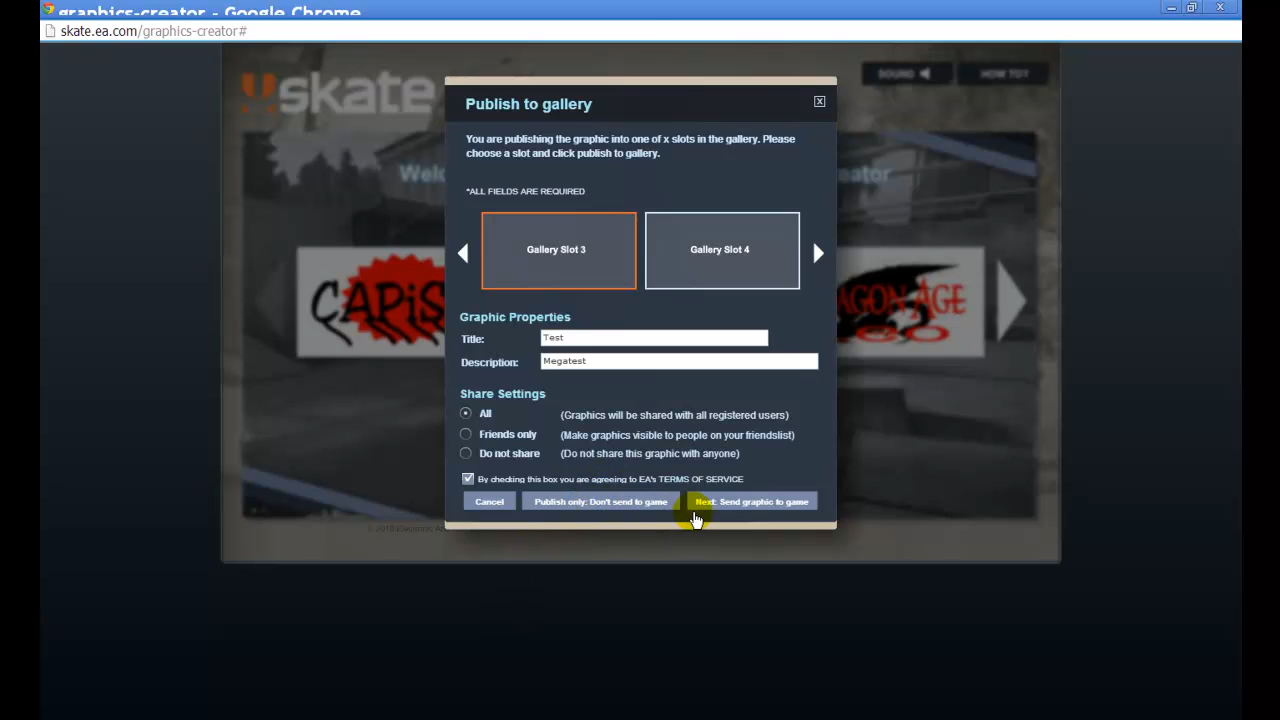 graphics-creator - Google Chrome
skate.ea.com/graphics-creator#
skate
SOUND
HOW TO?
Publish to gallery
X
You are publishing the graphic into one of x slots in the gallery. Please
choose a slot and click publish to gallery.
*ALL FIELDS ARE REQUIRED
Gallery Slot 3
Gallery Slot 4
Graphic Properties
Title:
Test
Description:
Megatest
Share Settings
All
(Graphics will be shared with all registered users)
Friends only
(Make graphics visible to people on your friendslist)
Do not share
(Do not share this graphic with anyone)
By checking this box you are agreeing to EA's TERMS OF SERVICE
Cancel
Publish only: Don't send to game
Next: Send graphic to game